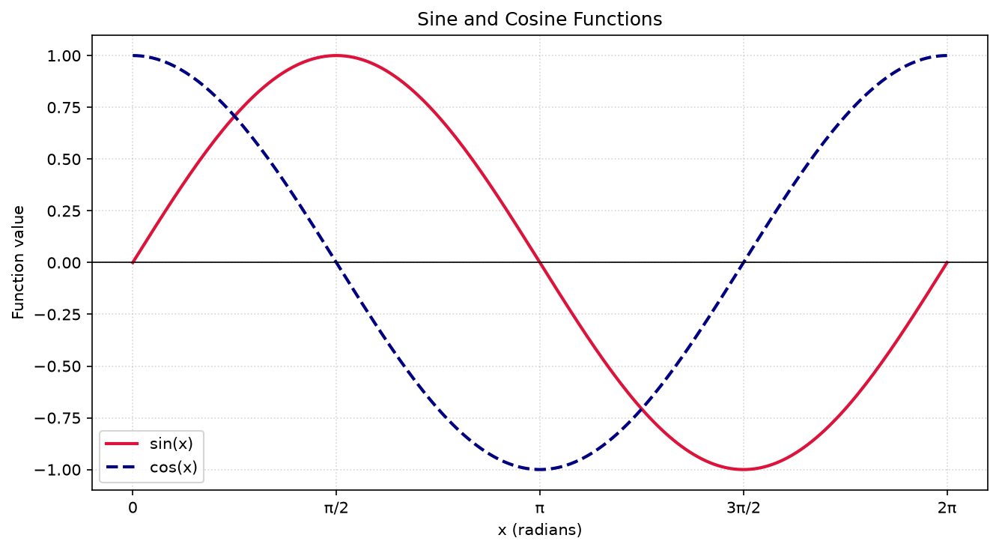 Sine and Cosine Functions
Function value
1.00
0.75
0.50
0.25
0.00
−0.25
−0.50
−0.75
−1.00
sin(x)
cos(x)
0
π/2
π
3π/2
2π
x (radians)